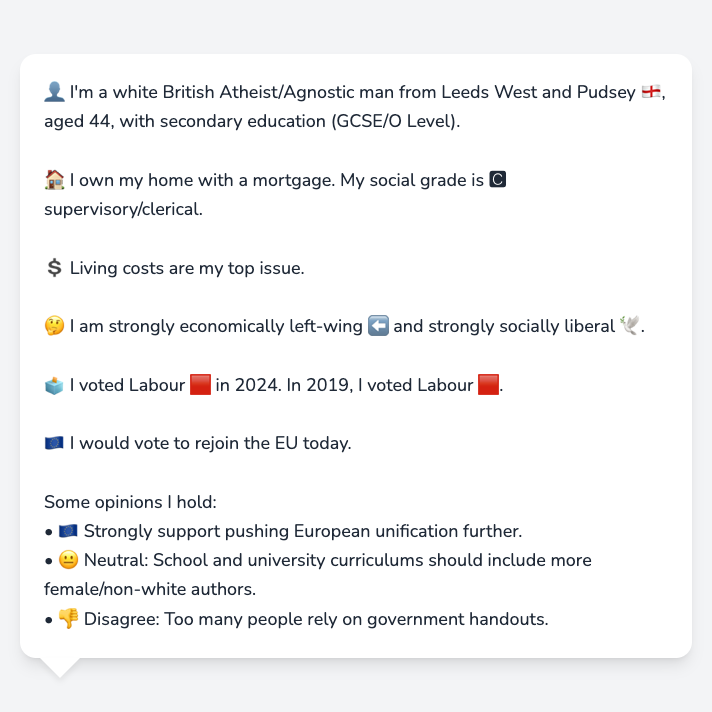 👤 I'm a white British Atheist/Agnostic man from Leeds West and Pudsey 🏴󠁧󠁢󠁥󠁮󠁧󠁿,
aged 44, with secondary education (GCSE/O Level).
🏠 I own my home with a mortgage. My social grade is 🅲
supervisory/clerical.
💲 Living costs are my top issue.
🤔 I am strongly economically left-wing ⬅️ and strongly socially liberal 🕊️.
🗳️ I voted Labour 🟥 in 2024. In 2019, I voted Labour 🟥.
🇪🇺 I would vote to rejoin the EU today.
Some opinions I hold:
• 🇪🇺 Strongly support pushing European unification further.
• 😐 Neutral: School and university curriculums should include more
female/non-white authors.
• 👎 Disagree: Too many people rely on government handouts.